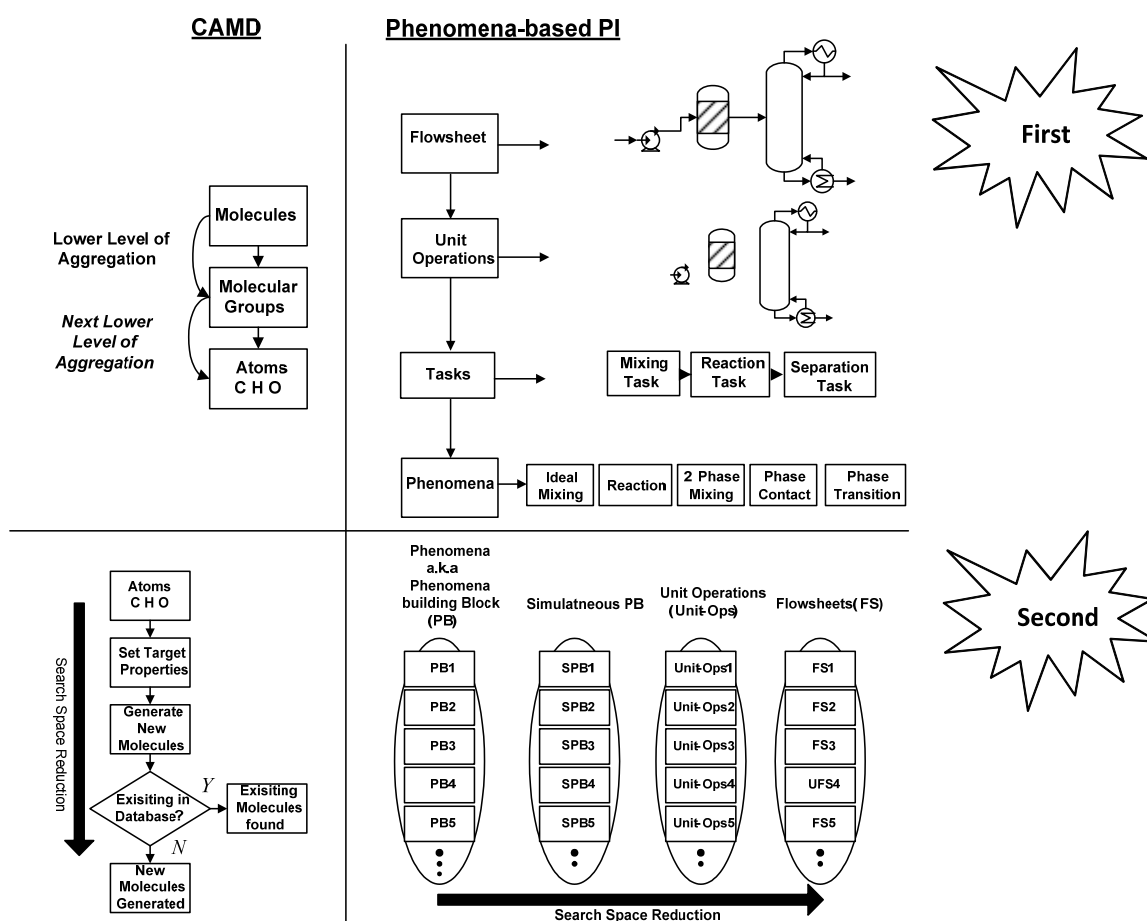 CAMD
Phenomena-based PI
Molecules
Lower Level of
Aggregation
Molecular
Groups
Next Lower
Level of
Aggregation
Atoms
C H O
Flowsheet
Unit
Operations
Tasks
Mixing
Task
Reaction
Task
Separation
Task
Phenomena
Ideal
Mixing
Reaction
2 Phase
Mixing
Phase
Contact
Phase
Transition
First
Search Space Reduction
Atoms
C H O
Set Target
Properties
Generate
New
Molecules
Exisiting in
Database?
Y
Exisiting
Molecules
found
N
New
Molecules
Generated
Phenomena
a.k.a
Phenomena
building Block
(PB)
Simulatneous PB
Unit Operations
(Unit-Ops)
Flowsheets(FS)
PB1
SPB1
Unit-Ops1
FS1
PB2
SPB2
Unit-Ops2
FS2
PB3
SPB3
Unit-Ops3
FS3
PB4
SPB4
Unit-Ops4
UFS4
PB5
SPB5
Unit-Ops5
FS5
Search Space Reduction
Second